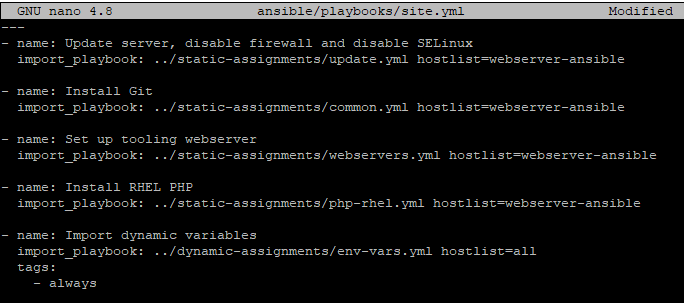 GNU nano 4.8 ansible/playbooks/site.yml Modified
---
- name: Update server, disable firewall and disable SELinux
  import_playbook: ../static-assignments/update.yml hostlist=webserver-ansible
- name: Install Git
  import_playbook: ../static-assignments/common.yml hostlist=webserver-ansible
- name: Set up tooling webserver
  import_playbook: ../static-assignments/webservers.yml hostlist=webserver-ansible
- name: Install RHEL PHP
  import_playbook: ../static-assignments/php-rhel.yml hostlist=webserver-ansible
- name: Import dynamic variables
  import_playbook: ../dynamic-assignments/env-vars.yml hostlist=all
  tags:
    - always